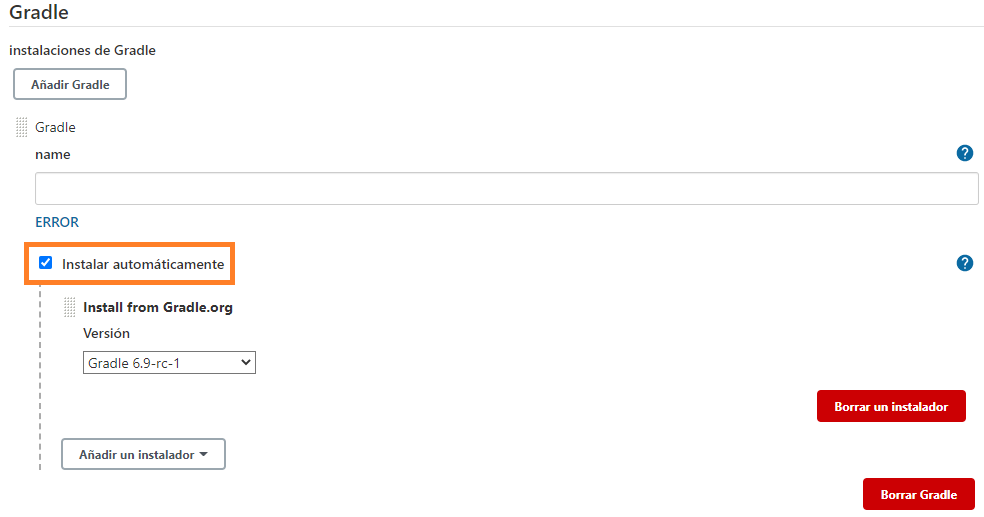 Gradle
instalaciones de Gradle
Añadir Gradle
Gradle
name
?
ERROR
Instalar automáticamente
?
Install from Gradle.org
Versión
Gradle 6.9-rc-1
Borrar un instalador
Añadir un instalador
Borrar Gradle